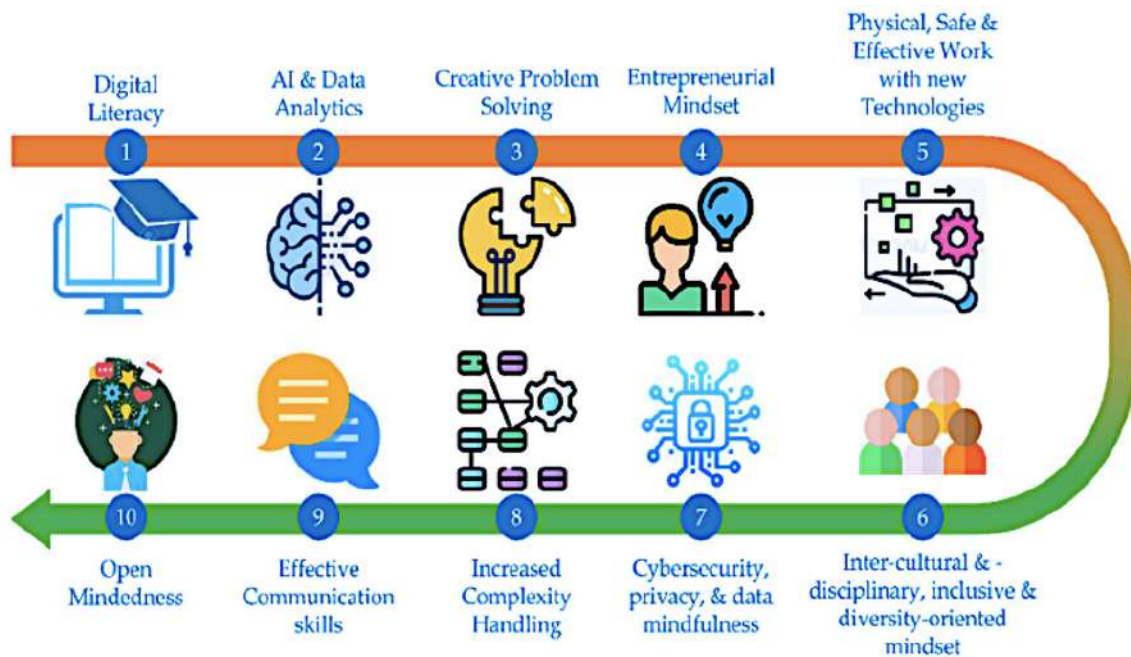 Digital
Literacy
1
AI & Data
Analytics
2
Creative Problem
Solving
3
Entrepreneurial
Mindset
4
Physical, Safe &
Effective Work
with new
Technologies
5
6
Inter-cultural & -
disciplinary, inclusive &
diversity-oriented
mindset
7
Cybersecurity,
privacy, & data
mindfulness
8
Increased
Complexity
Handling
9
Effective
Communication
skills
10
Open
Mindedness